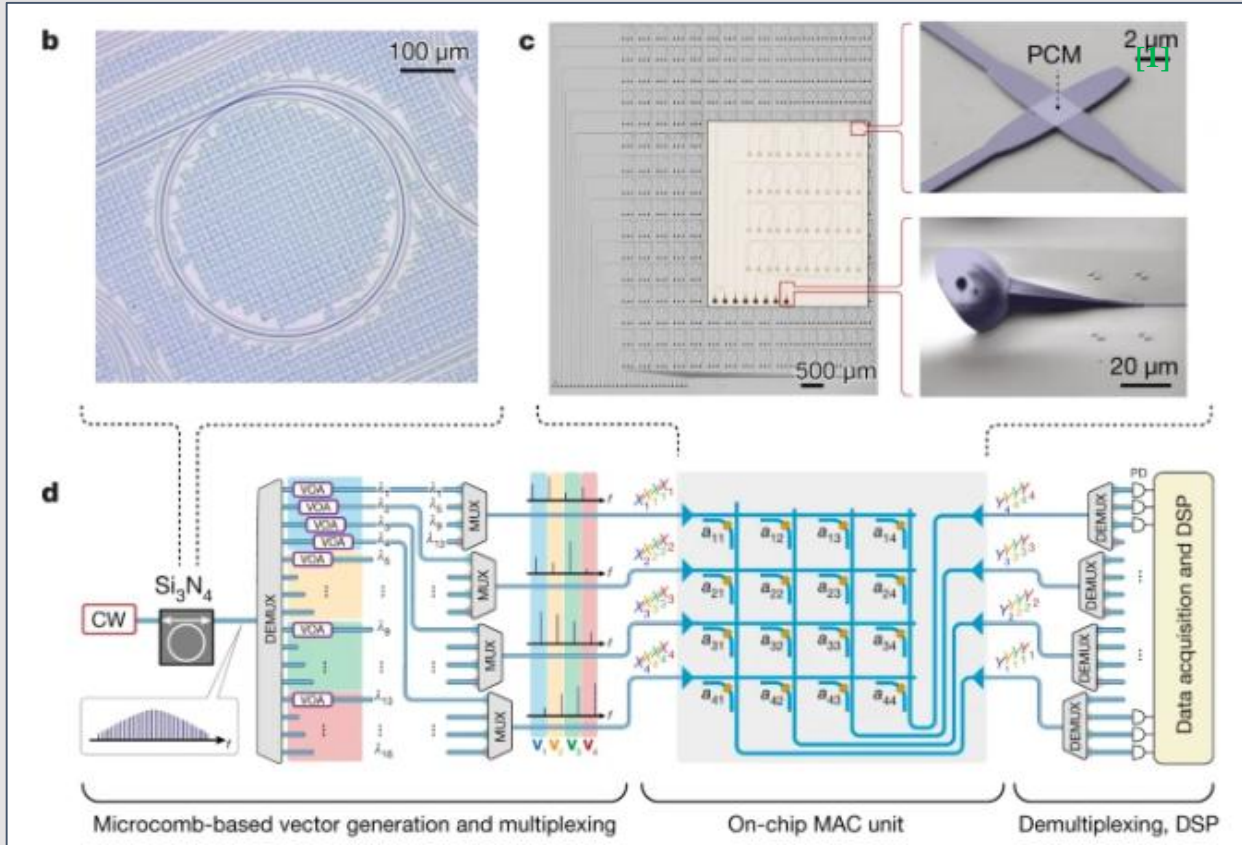 b
100 µm
c
2 µm
[1]
PCM
500 µm
20 µm
d
CW
Si₃N₄
f
DEMUX
VOA
λ₁
VOA
λ₂
VOA
λ₃
VOA
VOA
λ₅
⋮
VOA
λ₉
⋮
VOA
λ₁₃
⋮
λ₁₆
λ₁
λ₅
λ₉
λ₁₃
MUX
⋮
MUX
⋮
MUX
⋮
MUX
f
f
f
f
V₁ V₂ V₃ V₄
a₁₁ a₁₂ a₁₃ a₁₄
a₂₁ a₂₂ a₂₃ a₂₄
a₃₁ a₃₂ a₃₃ a₃₄
a₄₁ a₄₂ a₄₃ a₄₄
DEMUX
DEMUX
DEMUX
DEMUX
PD
⋮
⋮
Data acquisition and DSP
Microcomb-based vector generation and multiplexing
On-chip MAC unit
Demultiplexing, DSP